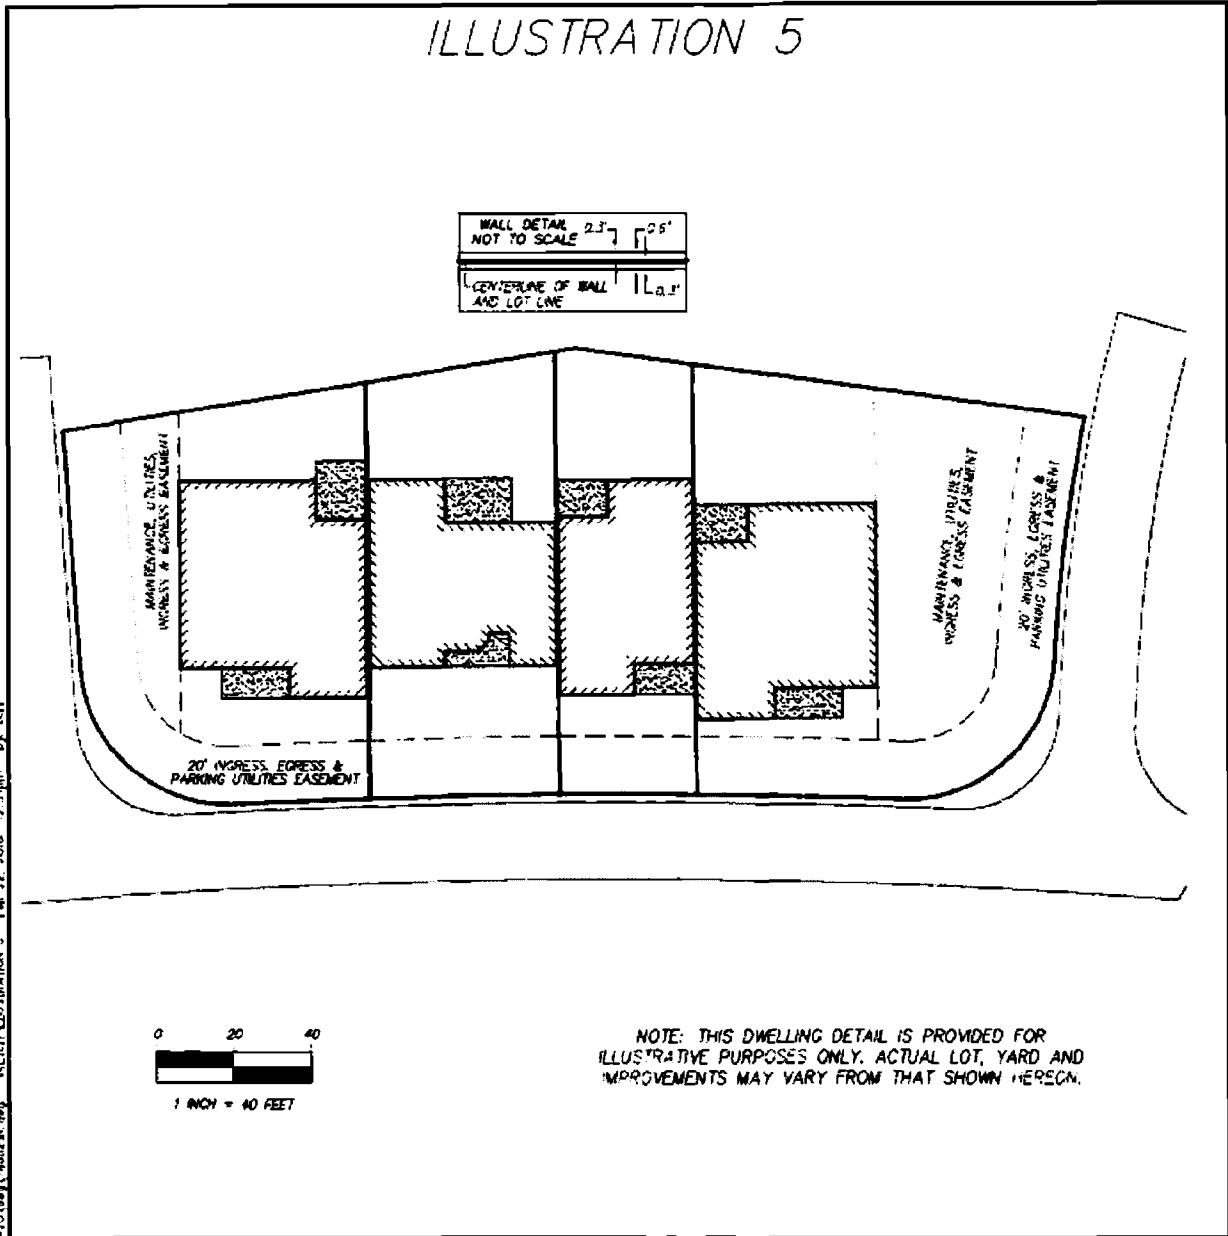 ILLUSTRATION 5
WALL DETAIL
NOT TO SCALE
0.3'
CENTERLINE OF WALL
AND LOT LINE
MAINTENANCE, UTILITIES,
INGRESS & EGRESS EASEMENT
MAINTENANCE, UTILITIES,
INGRESS & EGRESS EASEMENT
20' INGRESS, EGRESS &
PARKING UTILITIES EASEMENT
20' INGRESS, EGRESS &
PARKING UTILITIES EASEMENT
0 20 40
1 INCH = 40 FEET
NOTE: THIS DWELLING DETAIL IS PROVIDED FOR
ILLUSTRATIVE PURPOSES ONLY. ACTUAL LOT, YARD AND
IMPROVEMENTS MAY VARY FROM THAT SHOWN HEREON.